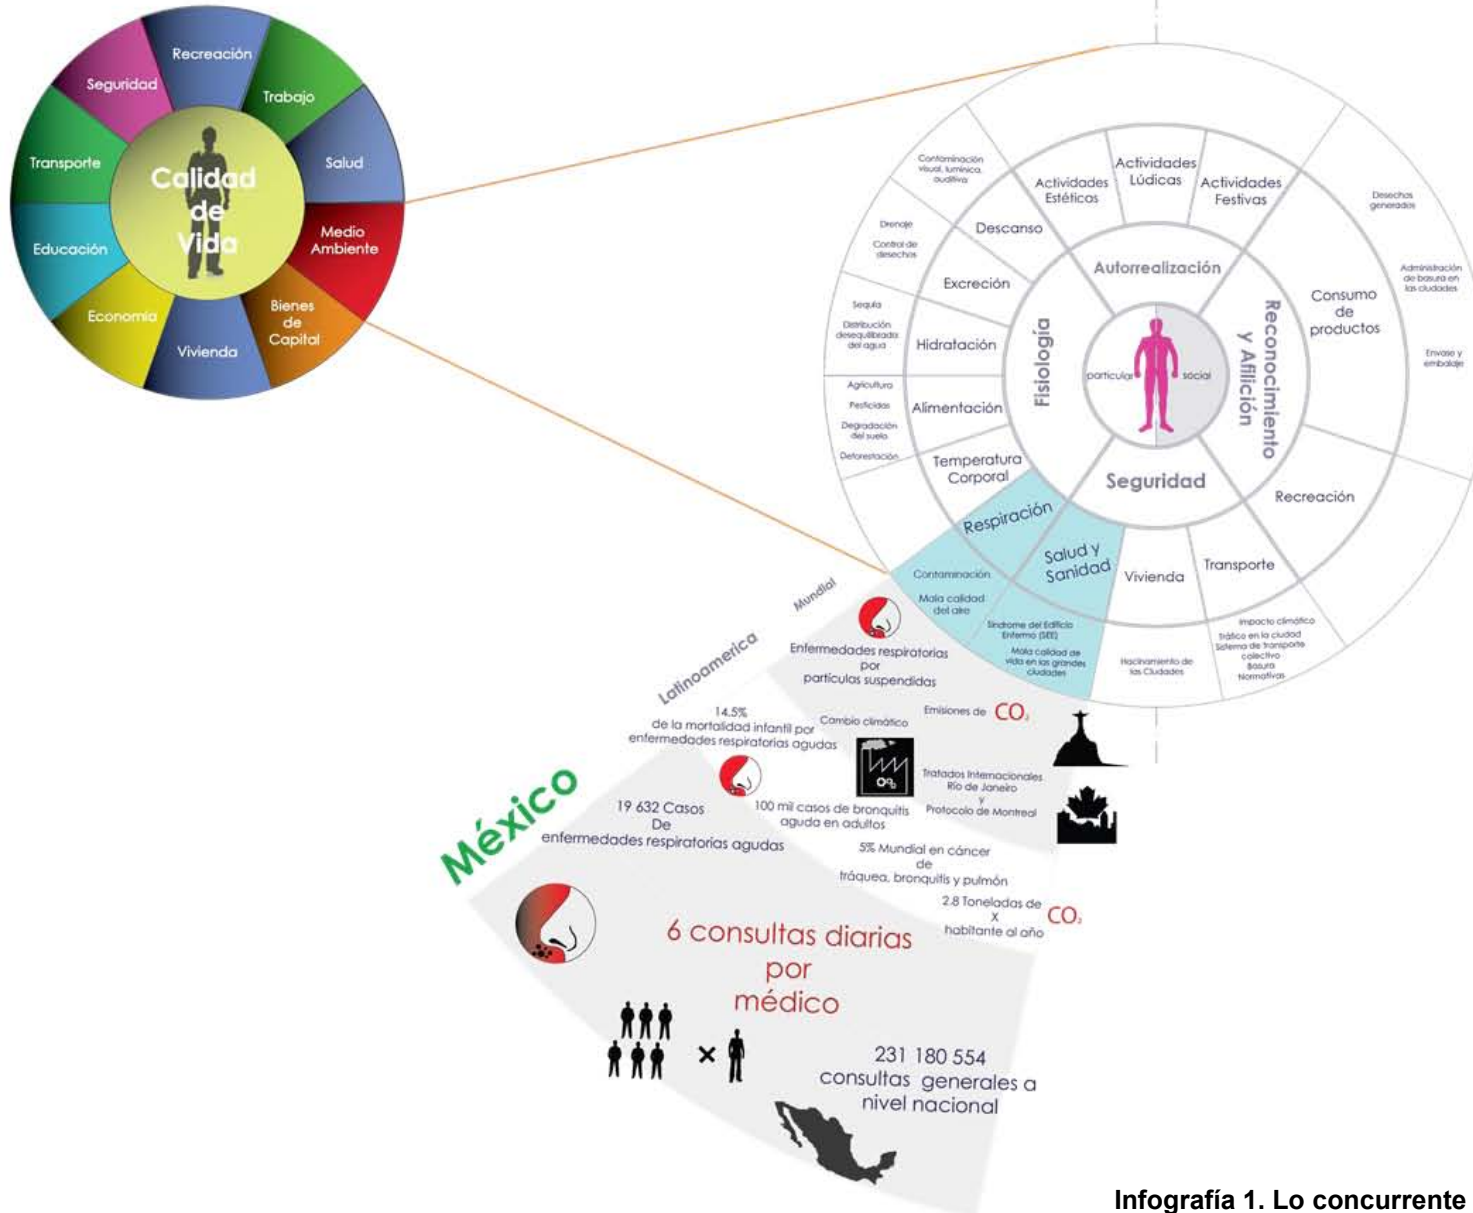 Recreación
Trabajo
Salud
Medio
Ambiente
Bienes
de
Capital
Vivienda
Economía
Educación
Transporte
Seguridad
Calidad
de
Vida
Contaminación
visual, lumínica,
auditiva
Drenaje
Control de
desechos
Sequía
Distribución
desequilibrada
del agua
Agricultura
Pesticidas
Degradación
del suelo
Deforestación
Descanso
Excreción
Hidratación
Alimentación
Temperatura
Corporal
Respiración
Actividades
Estéticos
Actividades
Lúdicas
Actividades
Festivas
Autorrealización
Fisiología
Reconocimiento
y Afilición
Seguridad
particular
social
Consumo
de
productos
Recreación
Desechos
generados
Administración
de basura en
las ciudades
Envase y
embalaje
Salud y
Sanidad
Vivienda
Transporte
Contaminación
Mala calidad
del aire
Síndrome del Edificio
Enfermo (SEE)
Mala calidad de
vida en las grandes
ciudades
Hacinamiento de
las Ciudades
Impacto climático
Tráfico en la ciudad
Sistema de transporte
colectivo
Basura
Normativas
Mundial
Enfermedades respiratorias
por
partículas suspendidas
Cambio climático
Emisiones de CO2
Tratados Internacionales
Río de Janeiro
y
Protocolo de Montreal
Latinoamerica
14.5%
de la mortalidad infantil por
enfermedades respiratorias agudas
100 mil casos de bronquitis
aguda en adultos
5% Mundial en cáncer
de
tráquea, bronquitis y pulmón
2.8 Toneladas de CO2
X
habitante al año
México
19 632 Casos
De
enfermedades respiratorias agudas
6 consultas diarias
por
médico
231 180 554
consultas generales a
nivel nacional
Infografía 1. Lo concurrente